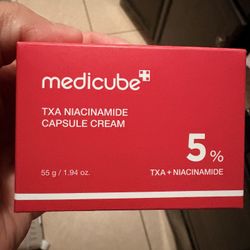 medicube
TXA NIACINAMIDE
CAPSULE CREAM
5 %
55 g / 1.94 oz.
TXA + NIACINAMIDE